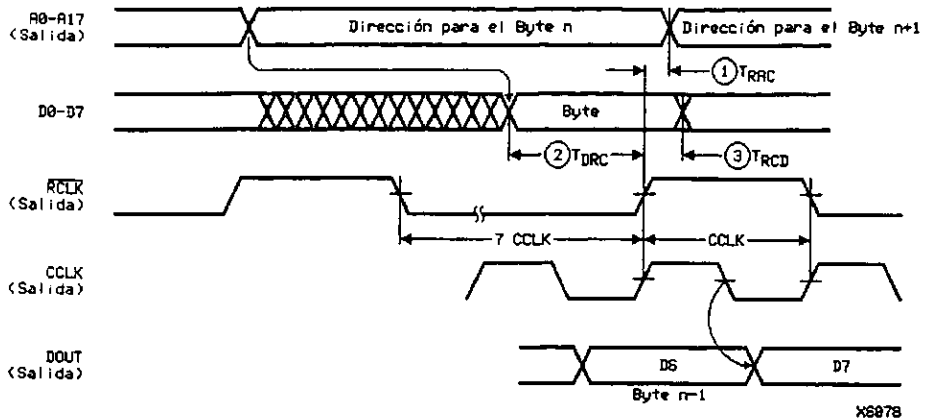 A0-A17
(Salida)
Dirección para el Byte n
Dirección para el Byte n+1
1 TRAC
D0-D7
Byte
2 TDRC
3 TRCD
RCLK
(Salida)
7 CCLK
CCLK
CCLK
(Salida)
DOUT
(Salida)
D6
D7
Byte n-1
X6078